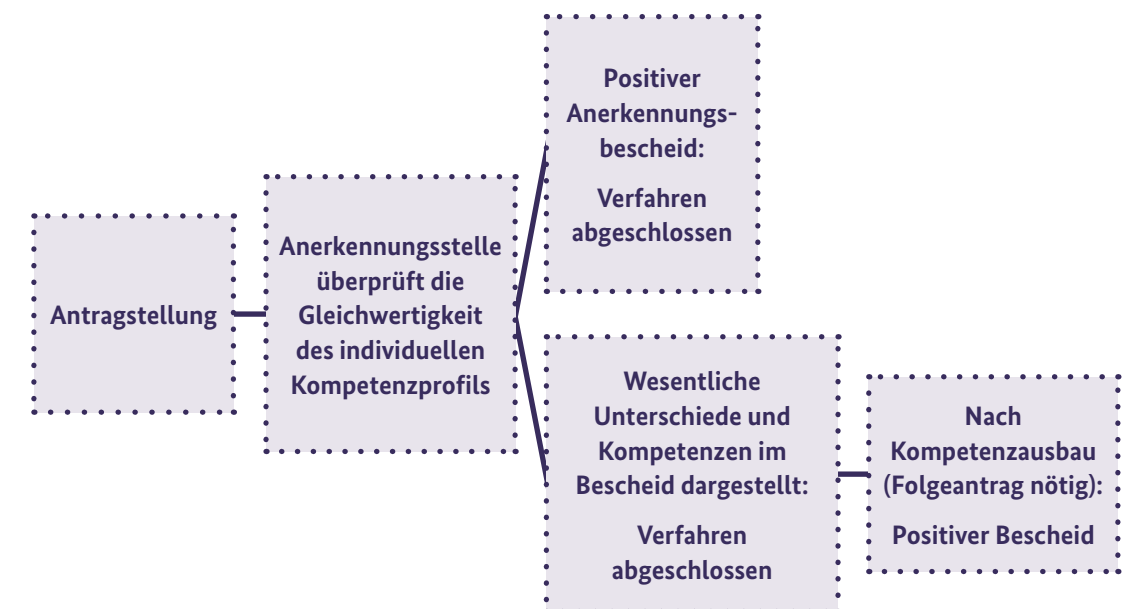 Antragstellung
Anerkennungsstelle
überprüft die
Gleichwertigkeit
des individuellen
Kompetenzprofils
Positiver
Anerkennungs-
bescheid:
Verfahren
abgeschlossen
Wesentliche
Unterschiede und
Kompetenzen im
Bescheid dargestellt:
Verfahren
abgeschlossen
Nach
Kompetenzausbau
(Folgeantrag nötig):
Positiver Bescheid